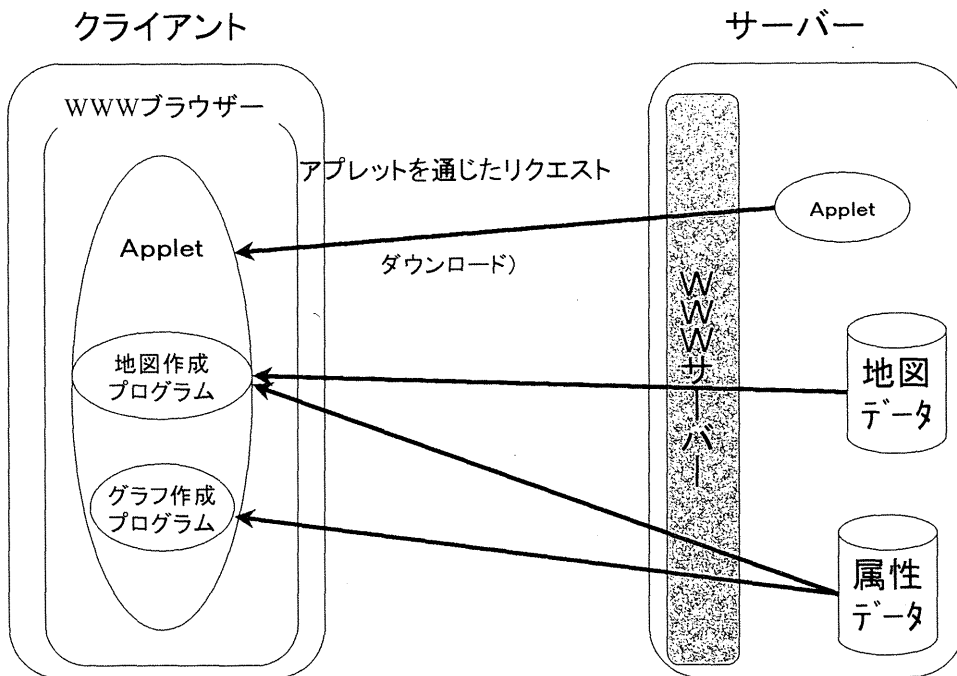 クライアント
サーバー
WWWブラウザー
アプレットを通じたリクエスト
Applet
Applet
ダウンロード)
WWWサーバー
地図作成
プログラム
地図
データ
グラフ作成
プログラム
属性
データ